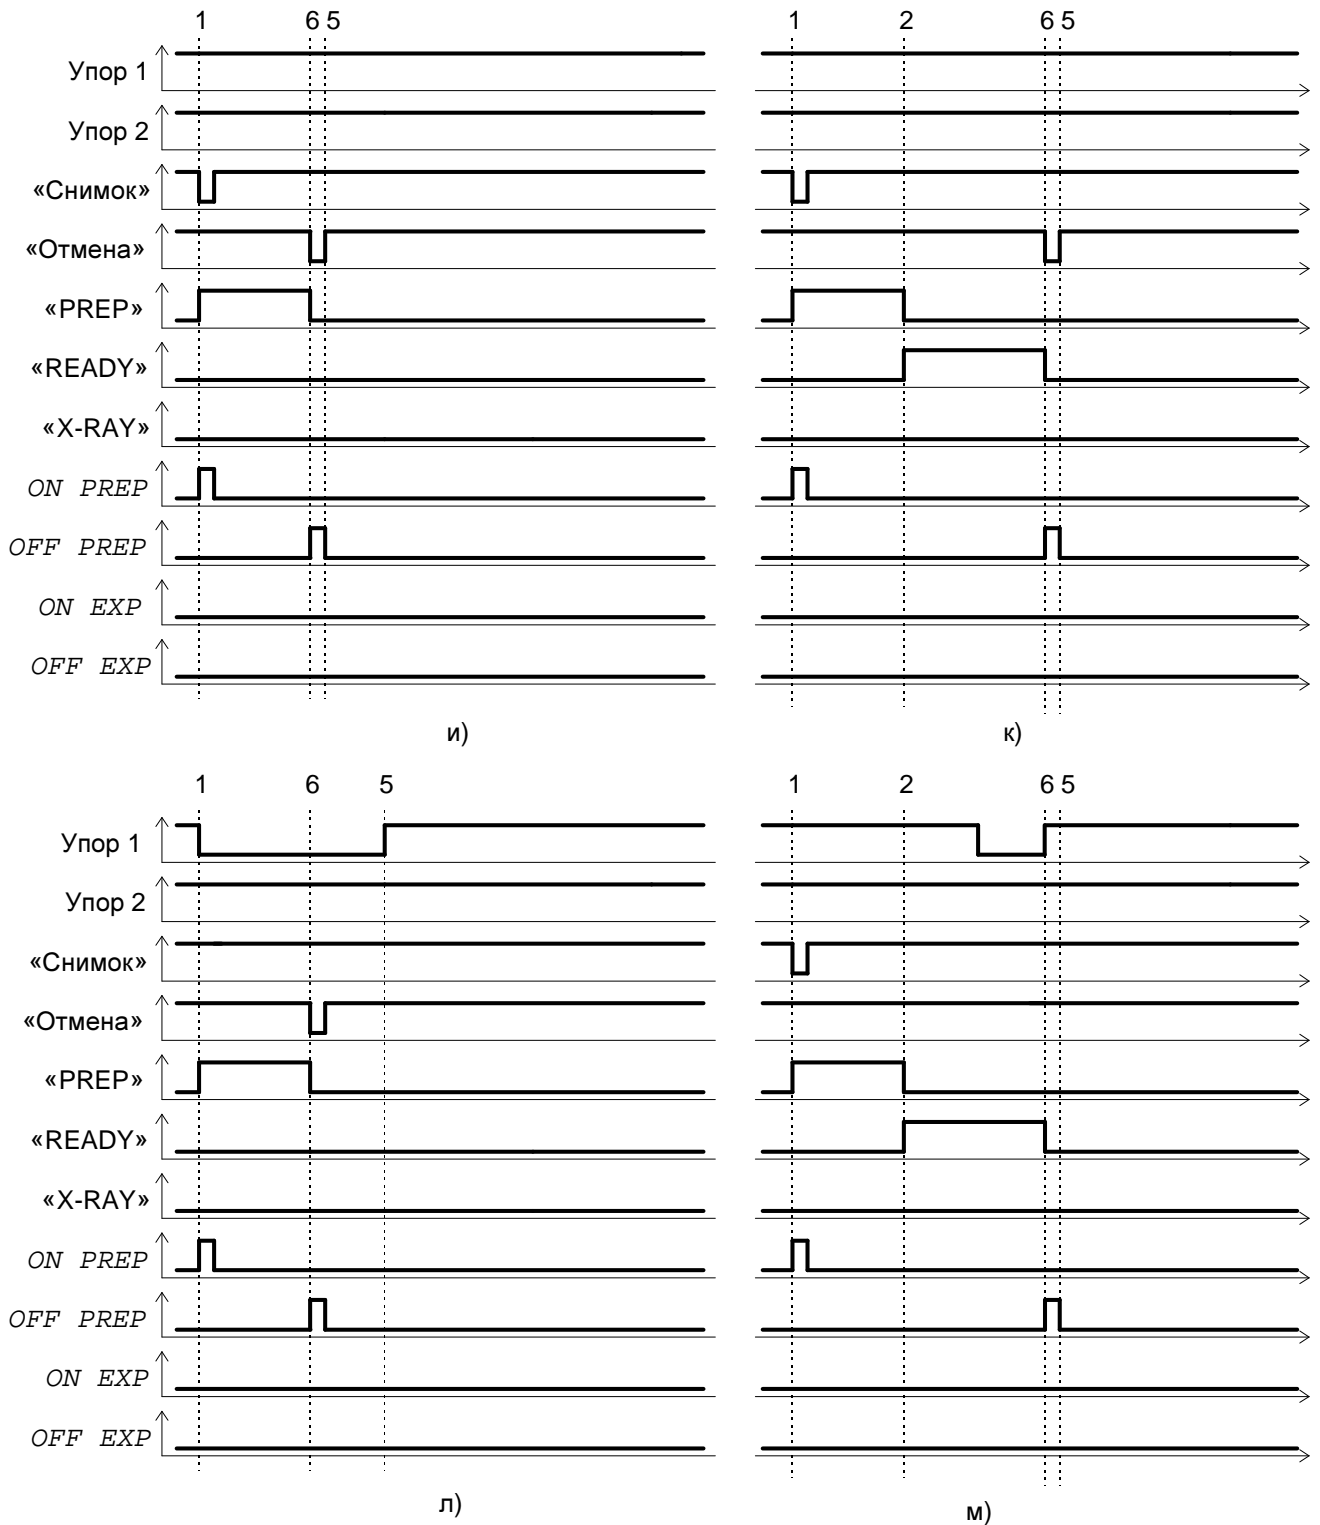 1 6 5 1 2 6 5
Упор 1
Упор 2
«Снимок»
«Отмена»
«PREP»
«READY»
«X-RAY»
ON PREP
OFF PREP
ON EXP
OFF EXP
и) к)
1 6 5 1 2 6 5
Упор 1
Упор 2
«Снимок»
«Отмена»
«PREP»
«READY»
«X-RAY»
ON PREP
OFF PREP
ON EXP
OFF EXP
л) м)